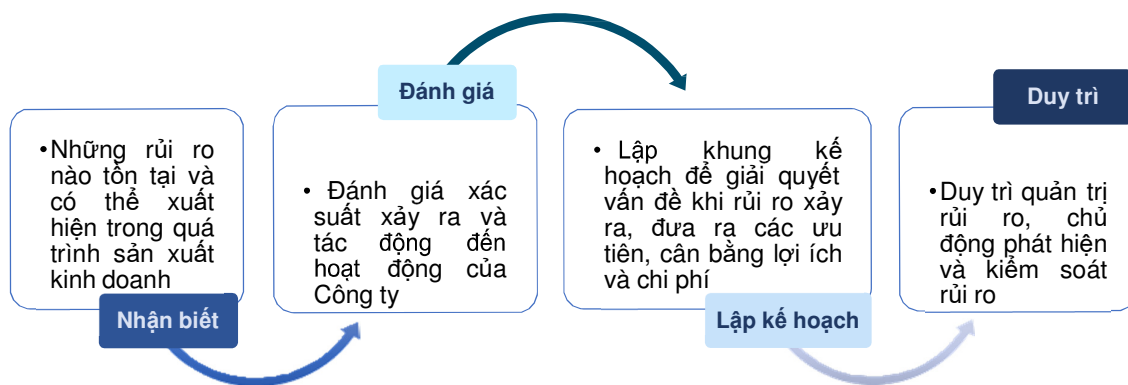 •Những rủi ro
nào tồn tại và
có thể xuất
hiện trong quá
trình sản xuất
kinh doanh
Nhận biết
Đánh giá
• Đánh giá xác
suất xảy ra và
tác động đến
hoạt động của
Công ty
• Lập khung kế
hoạch để giải quyết
vấn đề khi rủi ro xảy
ra, đưa ra các ưu
tiên, cân bằng lợi ích
và chi phí
Lập kế hoạch
Duy trì
•Duy trì quản trị
rủi ro, chủ
động phát hiện
và kiểm soát
rủi ro